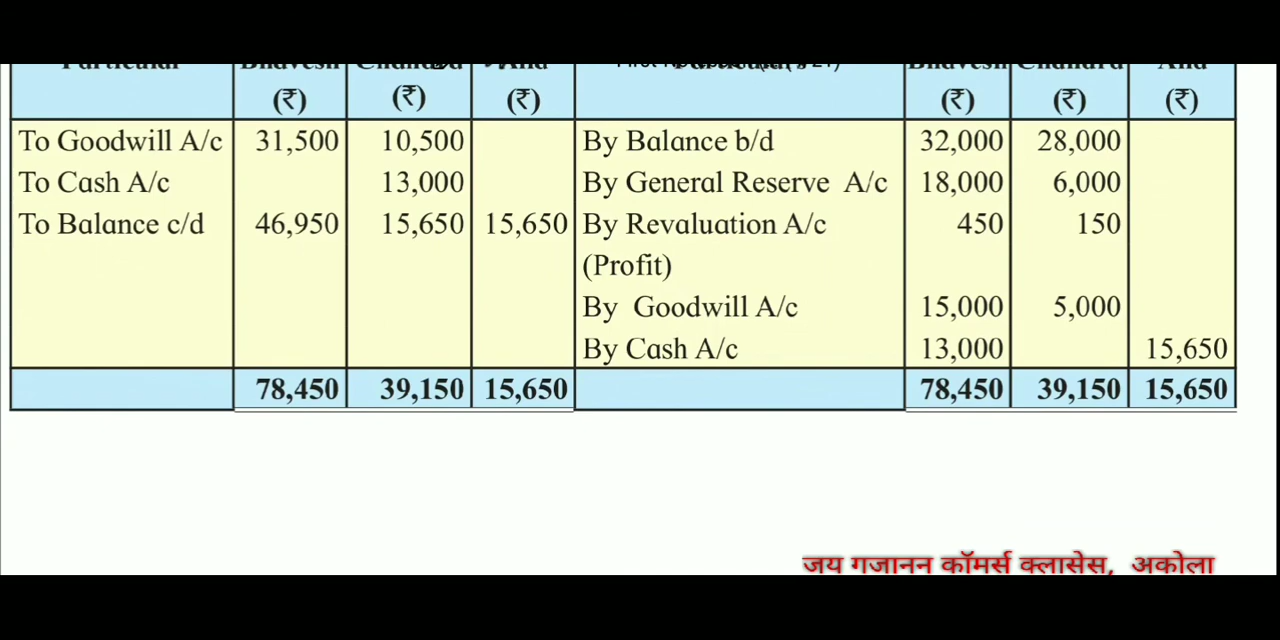 (₹) (₹) (₹) (₹) (₹) (₹)
To Goodwill A/c 31,500 10,500 By Balance b/d 32,000 28,000
To Cash A/c 13,000 By General Reserve A/c 18,000 6,000
To Balance c/d 46,950 15,650 15,650 By Revaluation A/c 450 150
(Profit)
By Goodwill A/c 15,000 5,000
By Cash A/c 13,000 15,650
78,450 39,150 15,650 78,450 39,150 15,650
जय गजानन कॉमर्स क्लासेस, अकोला